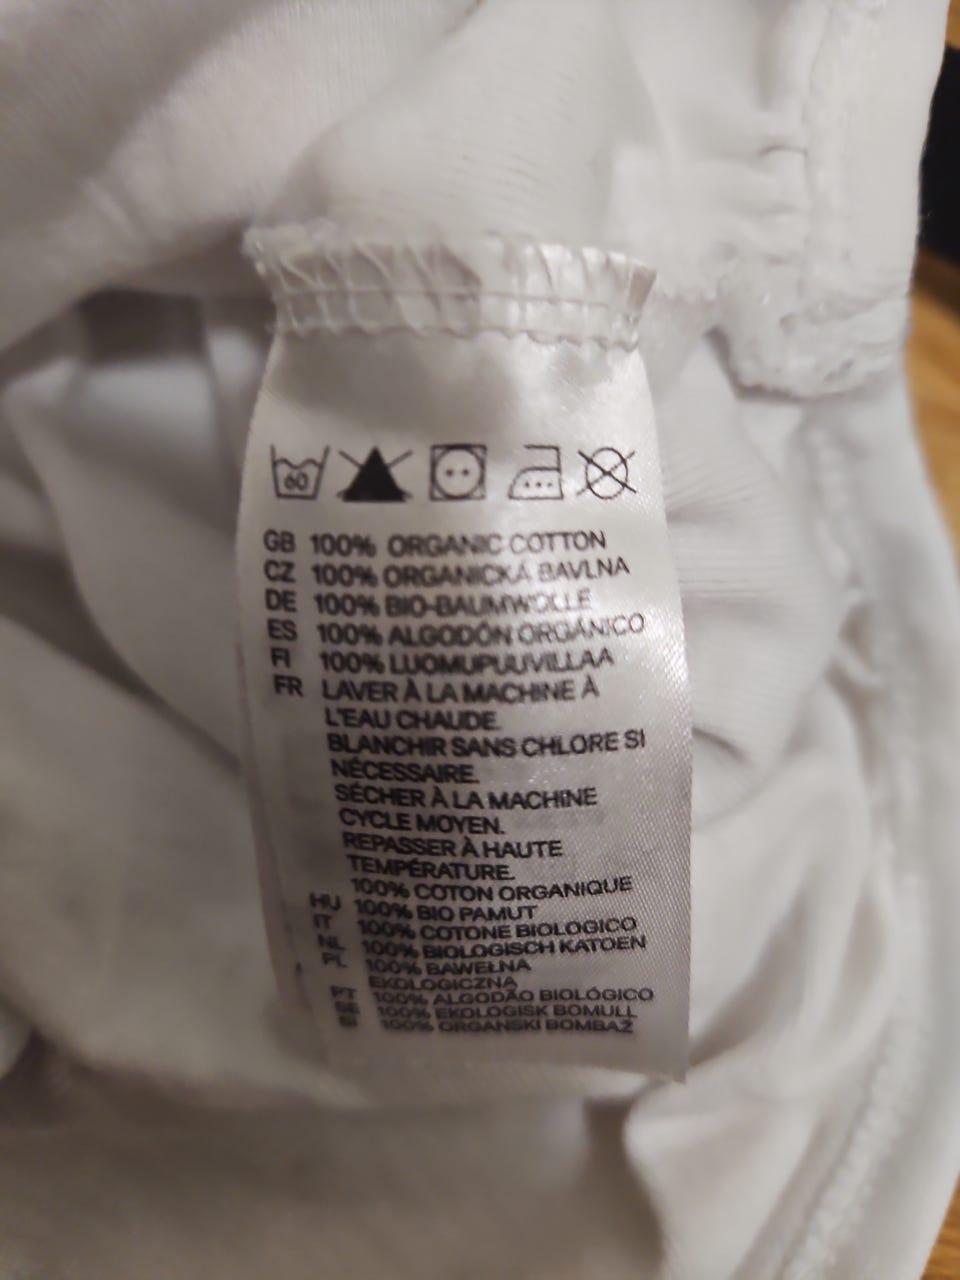 60
GB 100% ORGANIC COTTON
CZ 100% ORGANICKÁ BAVLNA
DE 100% BIO-BAUMWOLLE
ES 100% ALGODÓN ORGÁNICO
FI 100% LUOMUPUUVILLAA
FR LAVER À LA MACHINE À
L'EAU CHAUDE.
BLANCHIR SANS CHLORE SI
NÉCESSAIRE.
SÉCHER À LA MACHINE
CYCLE MOYEN.
REPASSER À HAUTE
TEMPÉRATURE.
100% COTON ORGANIQUE
HU 100% BIO PAMUT
IT 100% COTONE BIOLOGICO
NL 100% BIOLOGISCH KATOEN
PL 100% BAWEŁNA
EKOLOGICZNA
PT 100% ALGODÃO BIOLÓGICO
SE 100% EKOLOGISK BOMULL
SI 100% ORGANSKI BOMBAŽ